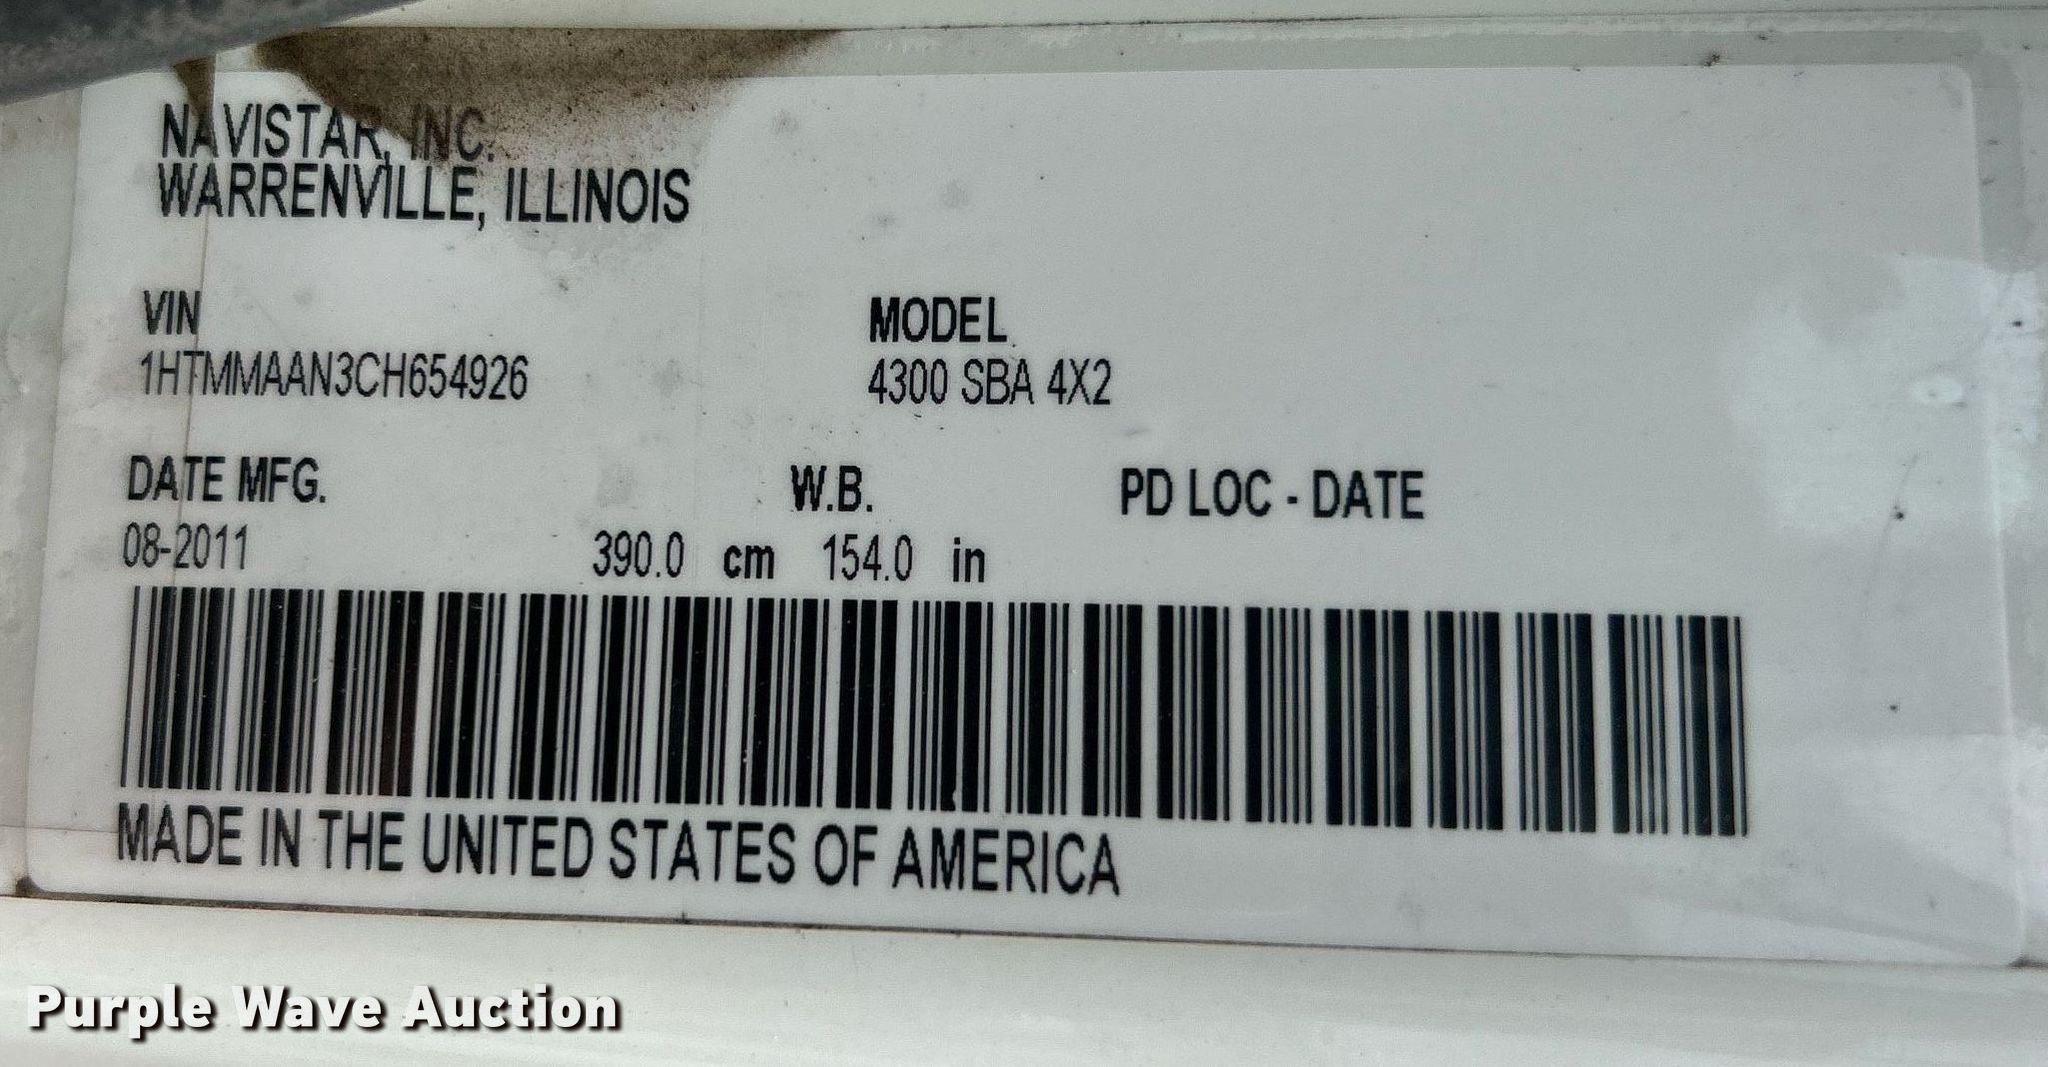 NAVISTAR, INC.
WARRENVILLE, ILLINOIS
VIN MODEL
1HTMMAAN3CH654926 4300 SBA 4X2
DATE MFG. W.B. PD LOC - DATE
08-2011 390.0 cm 154.0 in
MADE IN THE UNITED STATES OF AMERICA
Purple Wave Auction